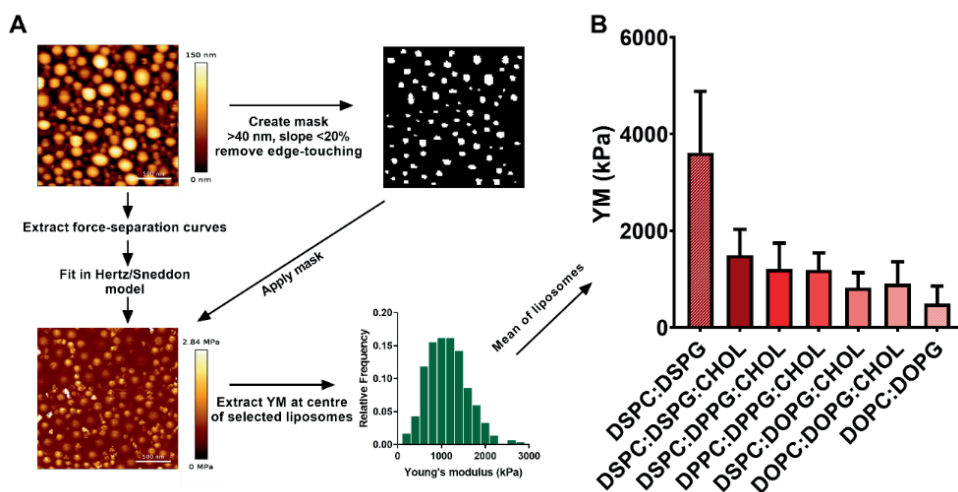 A
150 nm
0 nm
500 nm
Create mask
>40 nm, slope <20%
remove edge-touching
Extract force-separation curves
Fit in Hertz/Sneddon
model
Apply mask
2.84 MPa
0 MPa
500 nm
Extract YM at centre
of selected liposomes
Relative Frequency
0.20
0.15
0.10
0.05
0.00
0 1000 2000 3000
Young's modulus (kPa)
Mean of liposomes
B
YM (kPa)
6000
4000
2000
0
DSPC:DSPG
DSPC:DSPG:CHOL
DSPC:DPPG:CHOL
DPPC:DPPG:CHOL
DSPC:DOPG:CHOL
DOPC:DOPG:CHOL
DOPC:DOPG